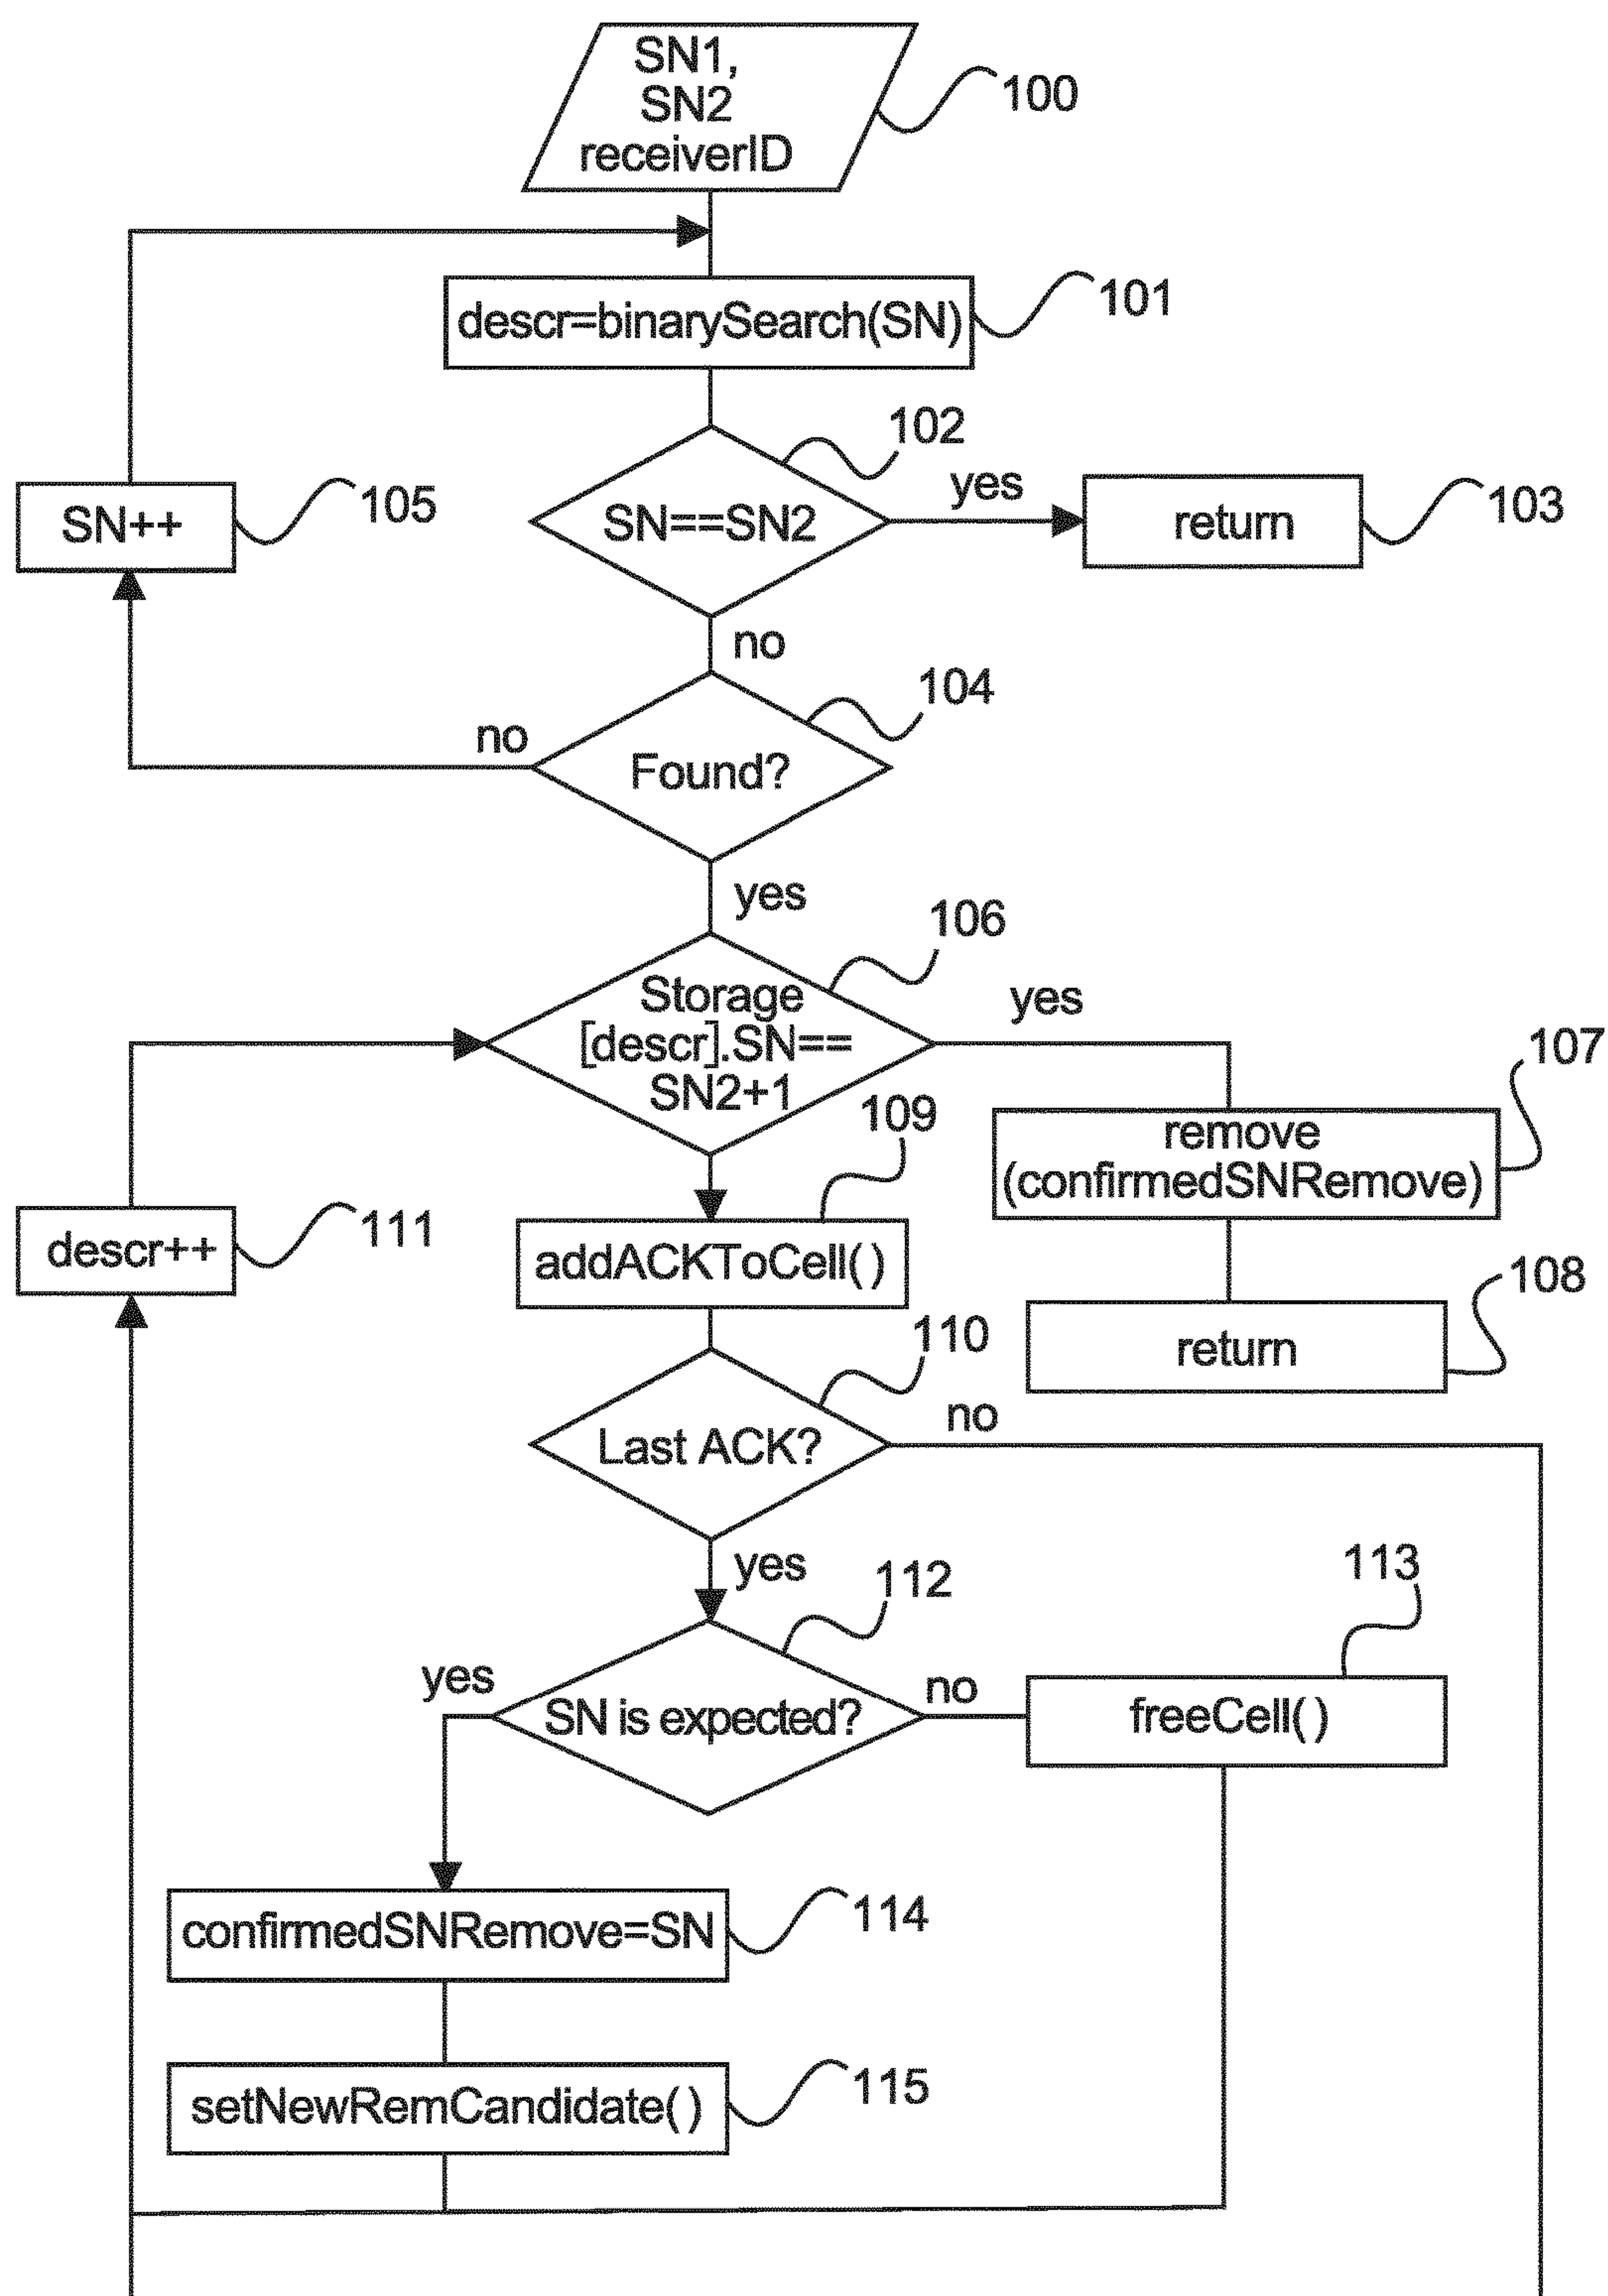 SN1,
SN2
receiverID
100
descr=binarySearch(SN)
101
102
SN==SN2
yes
return
103
SN++
105
no
104
no
Found?
yes
106
Storage
[descr].SN==
SN2+1
yes
107
remove
(confirmedSNRemove)
109
descr++
111
addACKToCell()
108
return
110
Last ACK?
no
yes
112
113
yes
SN is expected?
no
freeCell()
confirmedSNRemove=SN
114
setNewRemCandidate()
115